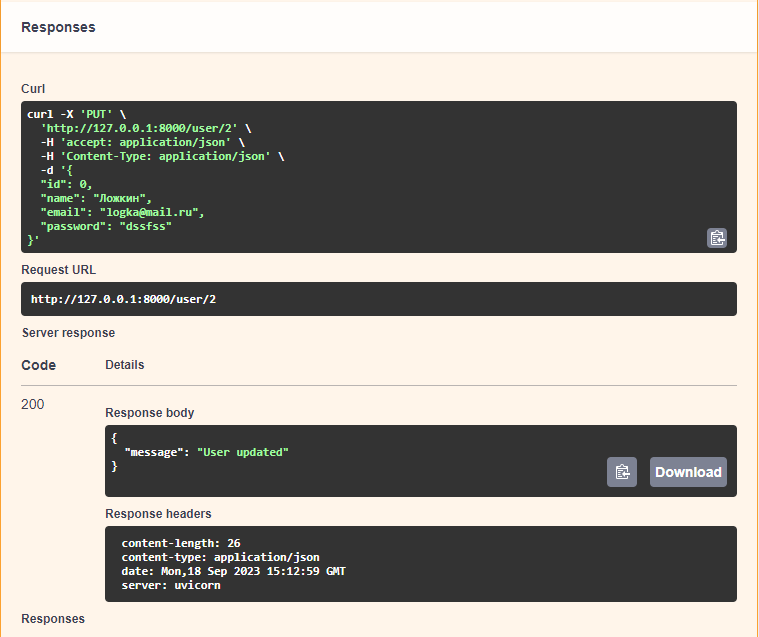 Responses
Curl
curl -X 'PUT' \
  'http://127.0.0.1:8000/user/2' \
  -H 'accept: application/json' \
  -H 'Content-Type: application/json' \
  -d '{
  "id": 0,
  "name": "Ложкин",
  "email": "logka@mail.ru",
  "password": "dssfss"
}'
Request URL
http://127.0.0.1:8000/user/2
Server response
Code Details
200
Response body
{
  "message": "User updated"
}
Download
Response headers
content-length: 26
content-type: application/json
date: Mon,18 Sep 2023 15:12:59 GMT
server: uvicorn
Responses